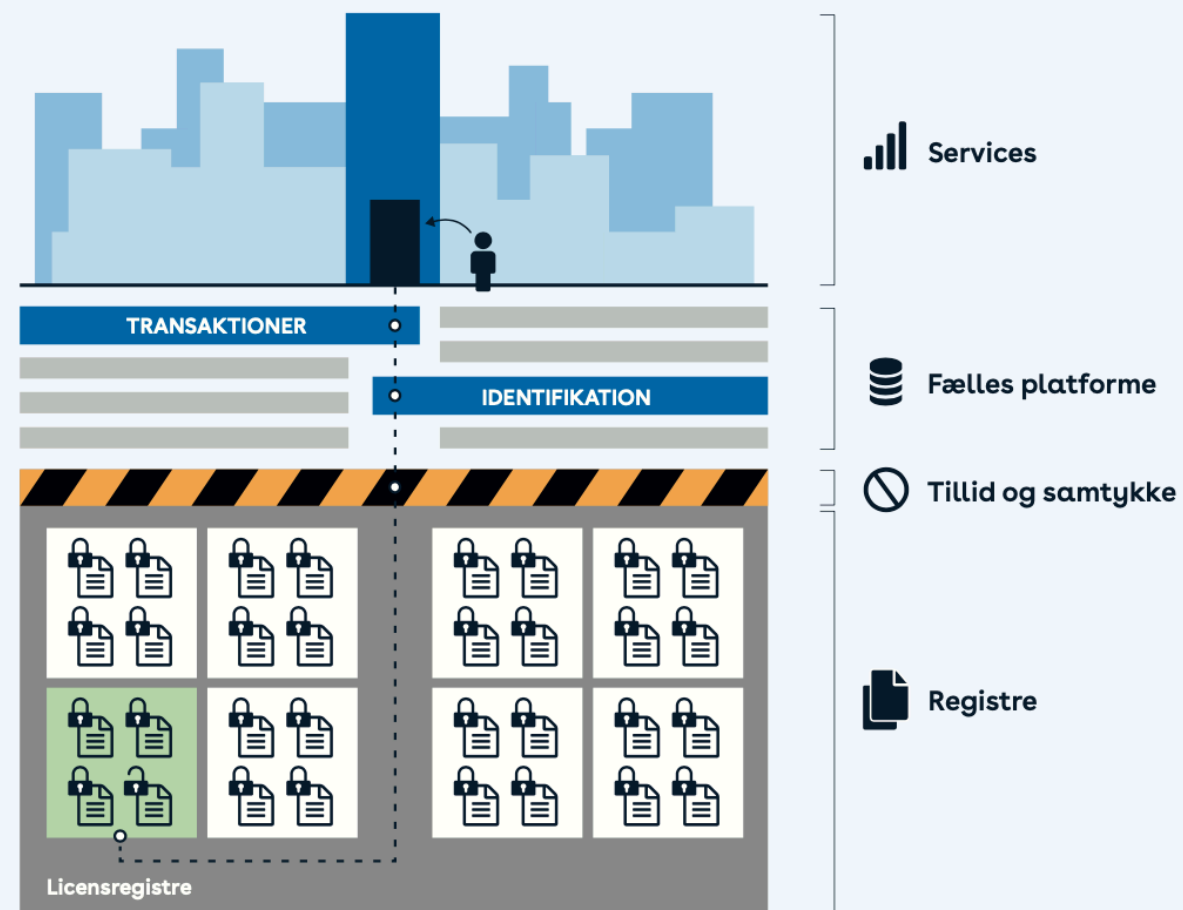 Services
TRANSAKTIONER
IDENTIFIKATION
Fælles platforme
Tillid og samtykke
Registre
Licensregistre